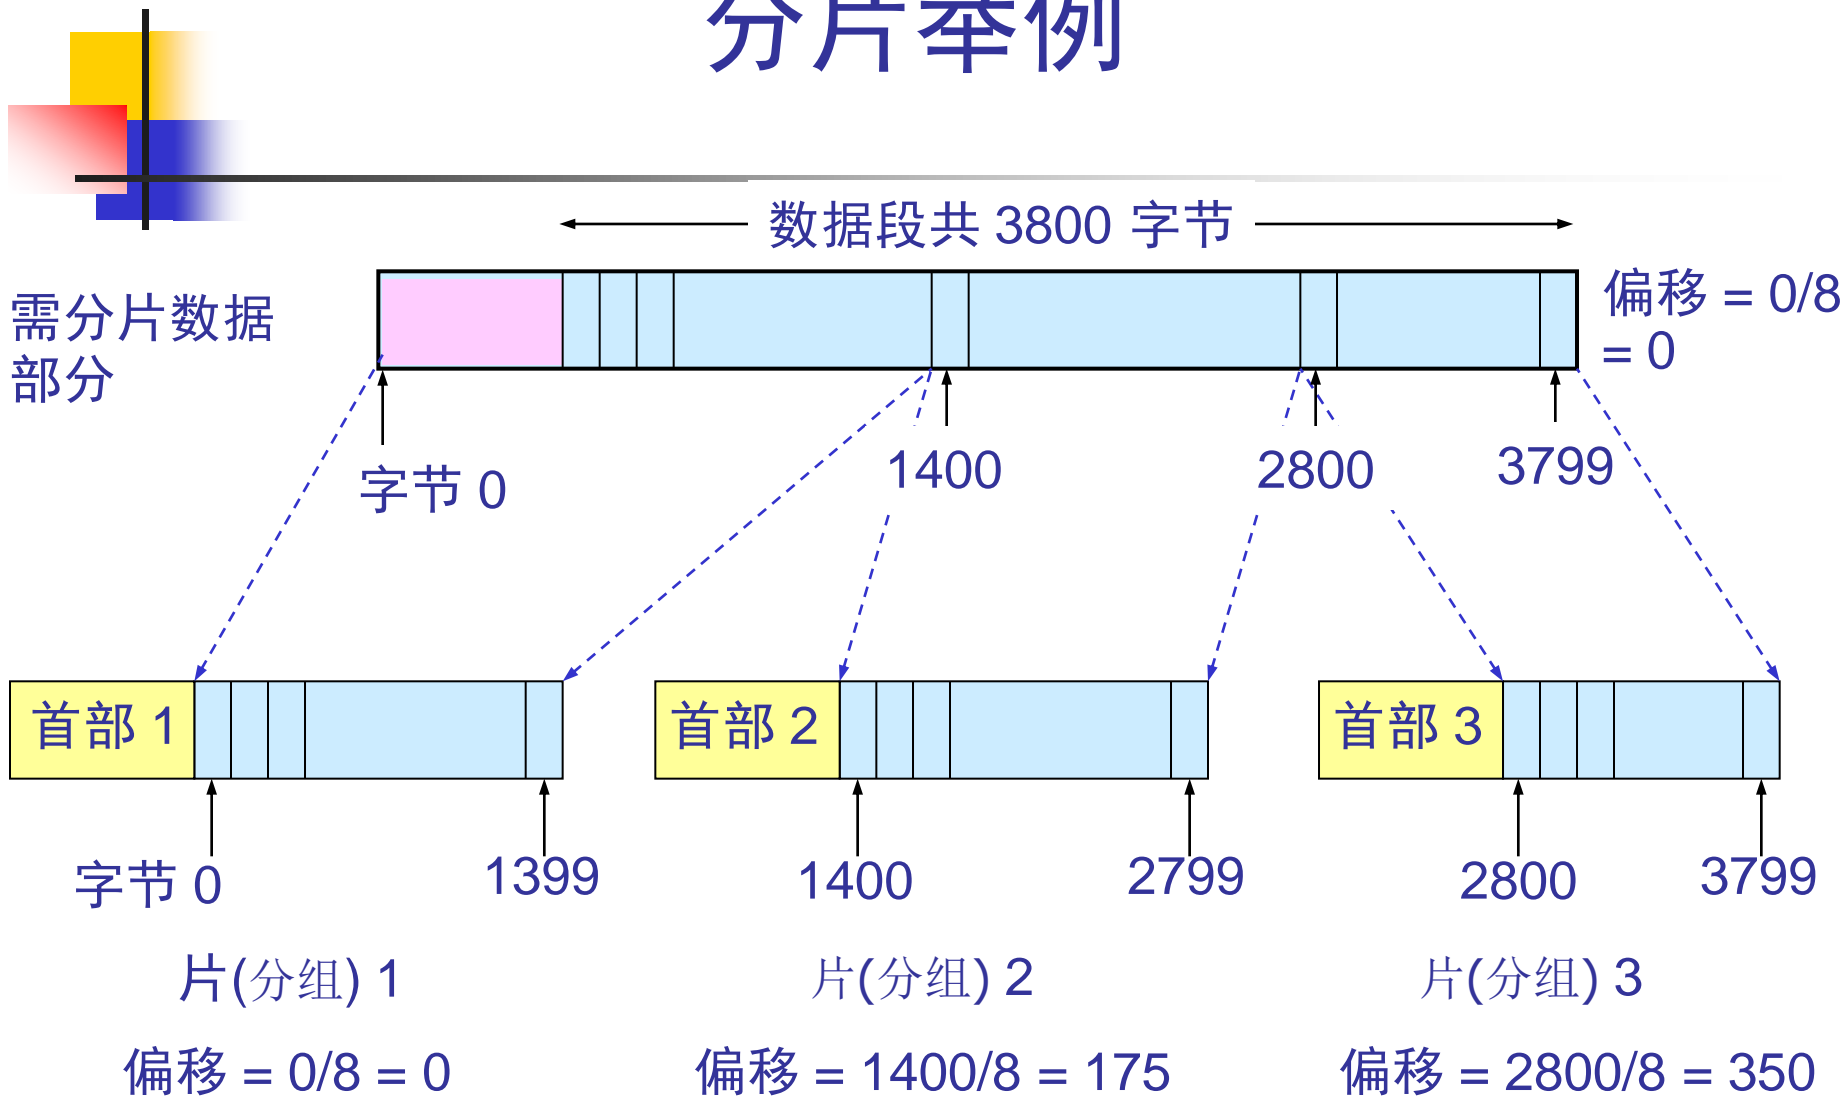 分片举例
数据段共 3800 字节
需分片数据
部分
偏移 = 0/8
= 0
字节 0
1400
2800
3799
首部 1
首部 2
首部 3
字节 0
1399
1400
2799
2800
3799
片(分组) 1
片(分组) 2
片(分组) 3
偏移 = 0/8 = 0
偏移 = 1400/8 = 175
偏移 = 2800/8 = 350